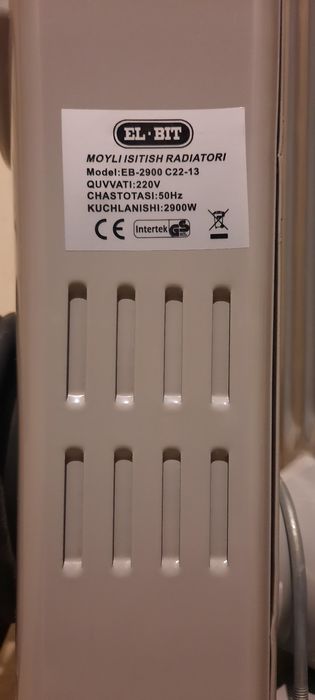 EL·BIT
MOYLI ISITISH RADIATORI
Model:EB-2900 C22-13
QUVVATI:220V
CHASTOTASI:50Hz
KUCHLANISHI:2900W
CE Intertek GS